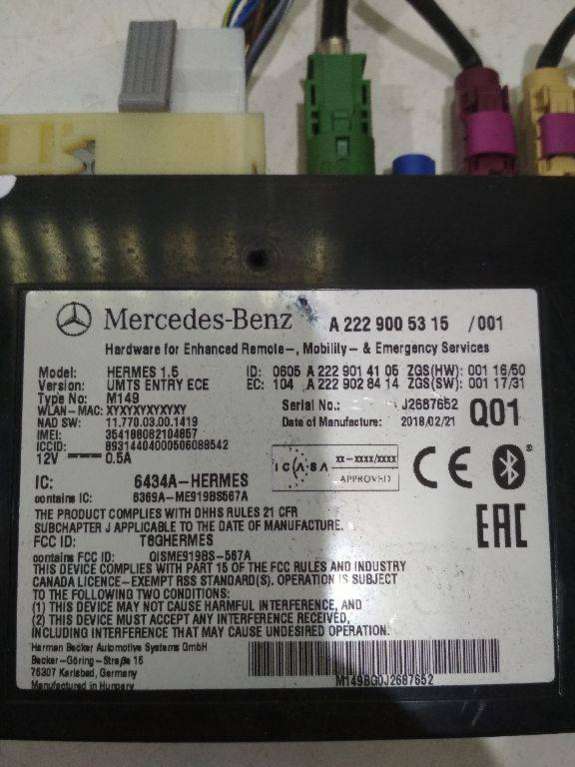 Mercedes-Benz A 222 900 53 15 /001
Hardware for Enhanced Remote-, Mobility- & Emergency Services
Model: HERMES 1.5 ID: 0605 A 222 901 41 05 ZGS(HW): 001 16/50
Version: UMTS ENTRY ECE EC: 104 A 222 902 84 14 ZGS(SW): 001 17/31
Type No: M149
WLAN-MAC: XYXYXYXYXYXY Serial No.: J2687652 Q01
NAD SW: 11.770.03.00.1419 Date of Manufacture: 2018/02/21
IMEI: 354188082104857
ICCID: 89314404000506088542
12V 0.5A
ICASA xx-xxxx/xxxx
APPROVED
CE
IC: 6434A-HERMES
contains IC: 6369A-ME919BS567A
THE PRODUCT COMPLIES WITH DHHS RULES 21 CFR
SUBCHAPTER J APPLICABLE TO THE DATE OF MANUFACTURE.
EAC
FCC ID: T8GHERMES
contains FCC ID: QISME919BS-567A
THIS DEVICE COMPLIES WITH PART 15 OF THE FCC RULES AND INDUSTRY
CANADA LICENCE-EXEMPT RSS STANDARD(S). OPERATION IS SUBJECT
TO THE FOLLOWING TWO CONDITIONS:
(1) THIS DEVICE MAY NOT CAUSE HARMFUL INTERFERENCE, AND
(2) THIS DEVICE MUST ACCEPT ANY INTERFERENCE RECEIVED,
INCLUDING INTERFERENCE THAT MAY CAUSE UNDESIRED OPERATION.
Harman Becker Automotive Systems GmbH
Becker-Göring-Straße 16
76307 Karlsbad, Germany
Manufactured in Hungary
M149BG0J2687652